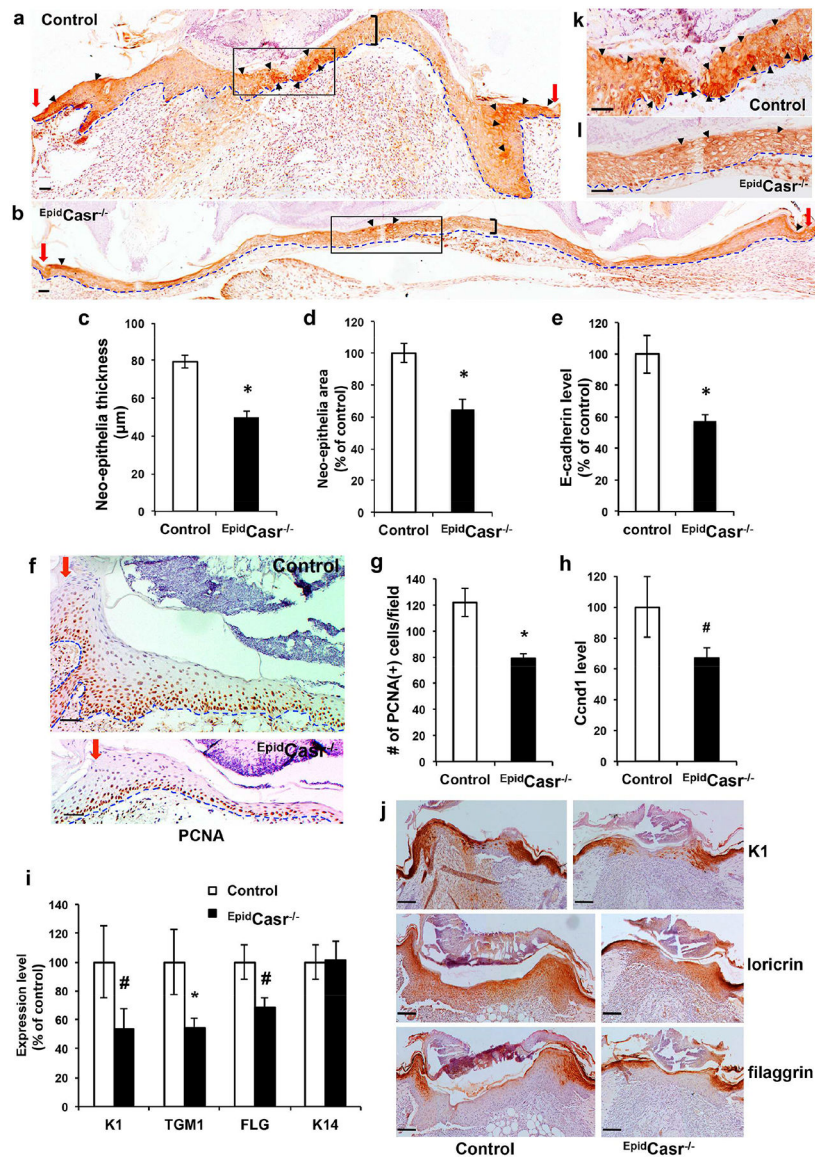 a
Control
k
Control
l
EpidCasr-/-
b
EpidCasr-/-
c
Neo-epithelia thickness
(μm)
100
80
60
40
20
0
Control
EpidCasr-/-
*
d
Neo-epithelia area
(% of control)
120
100
80
60
40
20
0
Control
EpidCasr-/-
*
e
E-cadherin level
(% of control)
120
100
80
60
40
20
0
control
EpidCasr-/-
*
f
Control
EpidCasr-/-
PCNA
g
# of PCNA(+) cells/field
140
120
100
80
60
40
20
0
Control
EpidCasr-/-
*
h
Ccnd1 level
120
100
80
60
40
20
0
Control
EpidCasr-/-
#
i
Control
EpidCasr-/-
Expression level
(% of control)
140
120
100
80
60
40
20
0
#
*
#
K1
TGM1
FLG
K14
j
K1
loricrin
filaggrin
Control
EpidCasr-/-